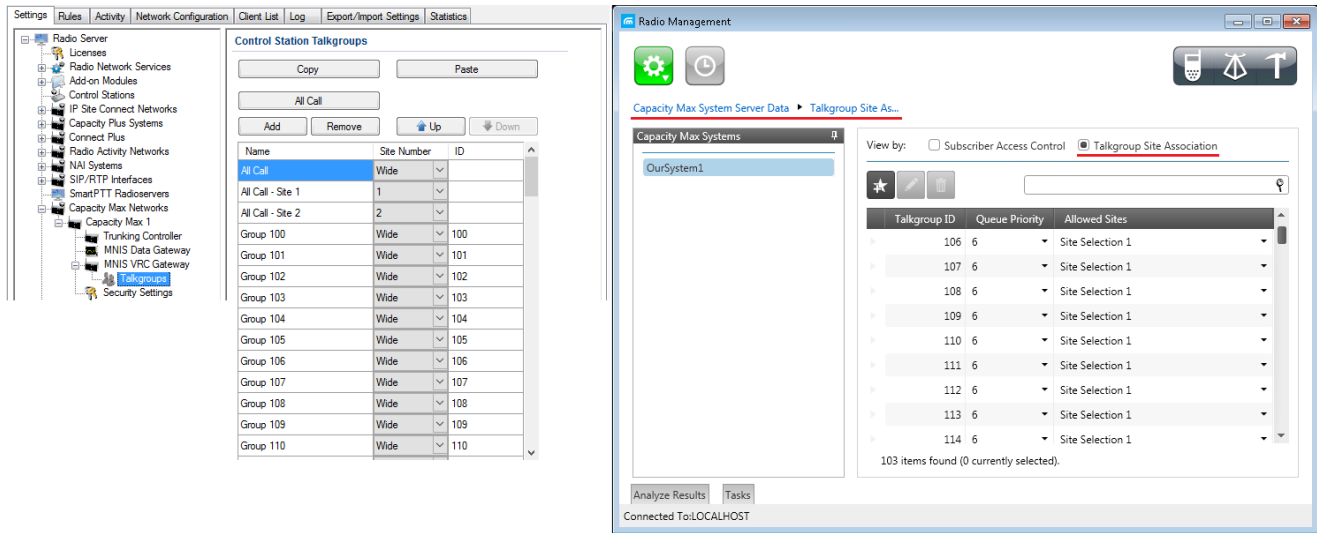 Settings Rules Activity Network Configuration Client List Log Export/Import Settings Statistics
Radio Server
Licenses
Radio Network Services
Add-on Modules
Control Stations
IP Site Connect Networks
Capacity Plus Systems
Connect Plus
Radio Activity Networks
NAI Systems
SIP/RTP Interfaces
SmartPTT Radioservers
Capacity Max Networks
Capacity Max 1
Trunking Controller
MNIS Data Gateway
MNIS VRC Gateway
Talkgroups
Security Settings
Control Station Talkgroups
Copy Paste
All Call
Add Remove Up Down
Name Site Number ID
All Call Wide
All Call - Site 1 1
All Call - Site 2 2
Group 100 Wide 100
Group 101 Wide 101
Group 102 Wide 102
Group 103 Wide 103
Group 104 Wide 104
Group 105 Wide 105
Group 106 Wide 106
Group 107 Wide 107
Group 108 Wide 108
Group 109 Wide 109
Group 110 Wide 110
Radio Management
Capacity Max System Server Data Talkgroup Site As...
Capacity Max Systems
OurSystem1
View by: Subscriber Access Control Talkgroup Site Association
Talkgroup ID Queue Priority Allowed Sites
106 6 Site Selection 1
107 6 Site Selection 1
108 6 Site Selection 1
109 6 Site Selection 1
110 6 Site Selection 1
111 6 Site Selection 1
112 6 Site Selection 1
113 6 Site Selection 1
114 6 Site Selection 1
103 items found (0 currently selected).
Analyze Results Tasks
Connected To:LOCALHOST